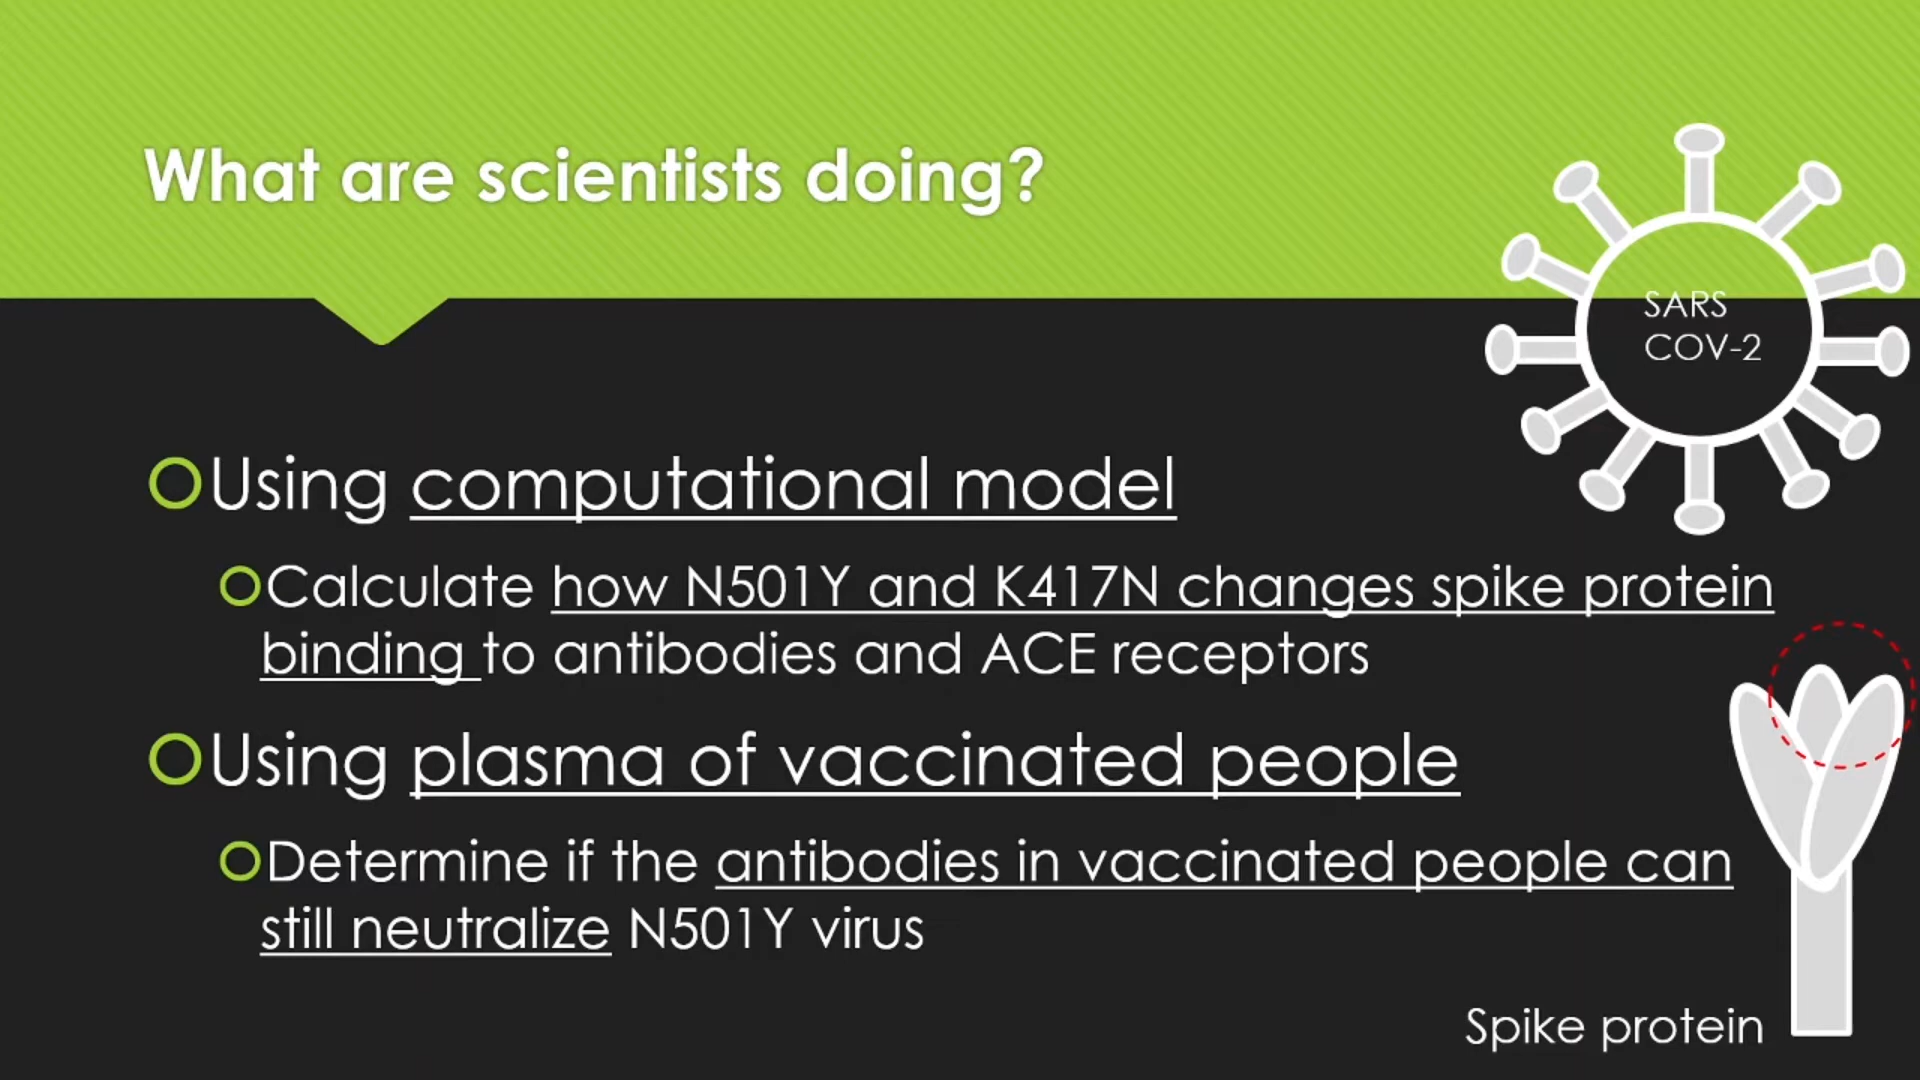 What are scientists doing?
SARS
COV-2
Using computational model
Calculate how N501Y and K417N changes spike protein
binding to antibodies and ACE receptors
Using plasma of vaccinated people
Determine if the antibodies in vaccinated people can
still neutralize N501Y virus
Spike protein